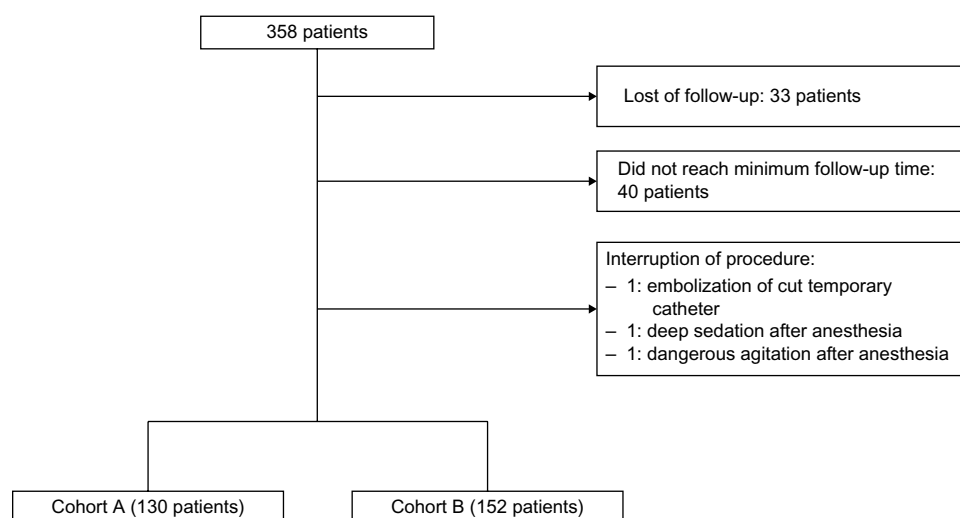 358 patients
Lost of follow-up: 33 patients
Did not reach minimum follow-up time:
40 patients
Interruption of procedure:
– 1: embolization of cut temporary
catheter
– 1: deep sedation after anesthesia
– 1: dangerous agitation after anesthesia
Cohort A (130 patients)
Cohort B (152 patients)